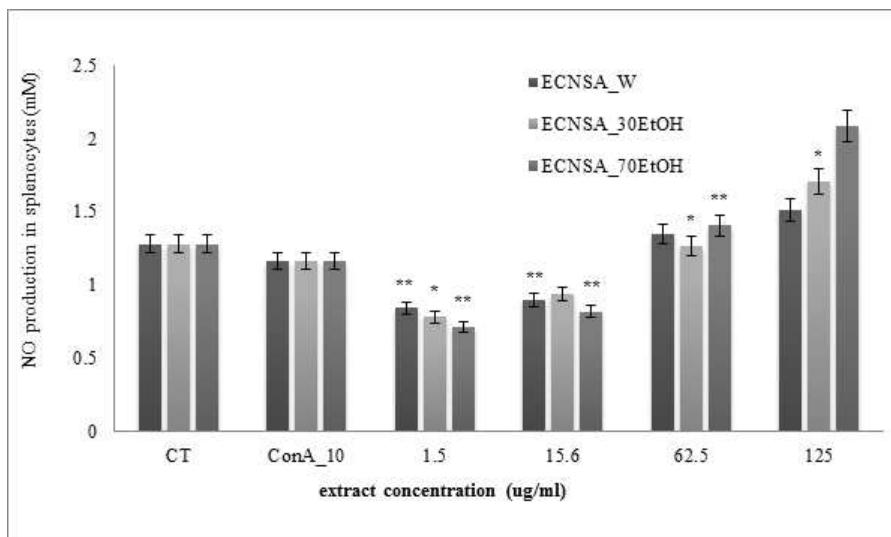 NO production in splenocytes (mM)
2.5
2
1.5
1
0.5
0
ECNSA_W
ECNSA_30EtOH
ECNSA_70EtOH
** * **
** **
* **
*
CT ConA_10 1.5 15.6 62.5 125
extract concentration (ug/ml)